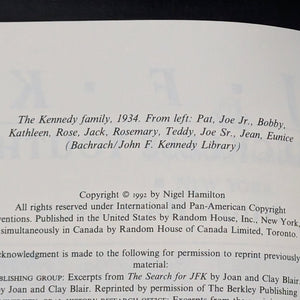 The Kennedy family, 1934. From left: Pat, Joe Jr., Bobby,
Kathleen, Rose, Jack, Rosemary, Teddy, Joe Sr., Jean, Eunice
(Bachrach/John F. Kennedy Library)
Copyright © 1992 by Nigel Hamilton
All rights reserved under International and Pan-American Copyright
ventions. Published in the United States by Random House, Inc., New York,
simultaneously in Canada by Random House of Canada Limited, Toronto.
cknowledgment is made to the following for permission to reprint previously
material:
BLISHING GROUP: Excerpts from The Search for JFK by Joan and Clay Blair
n and Clay Blair. Reprinted by permission of The Berkley Publishing